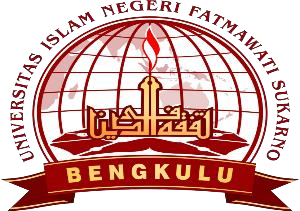 UNIVERSITAS ISLAM NEGERI FATMAWATI SUKARNO
BENGKULU